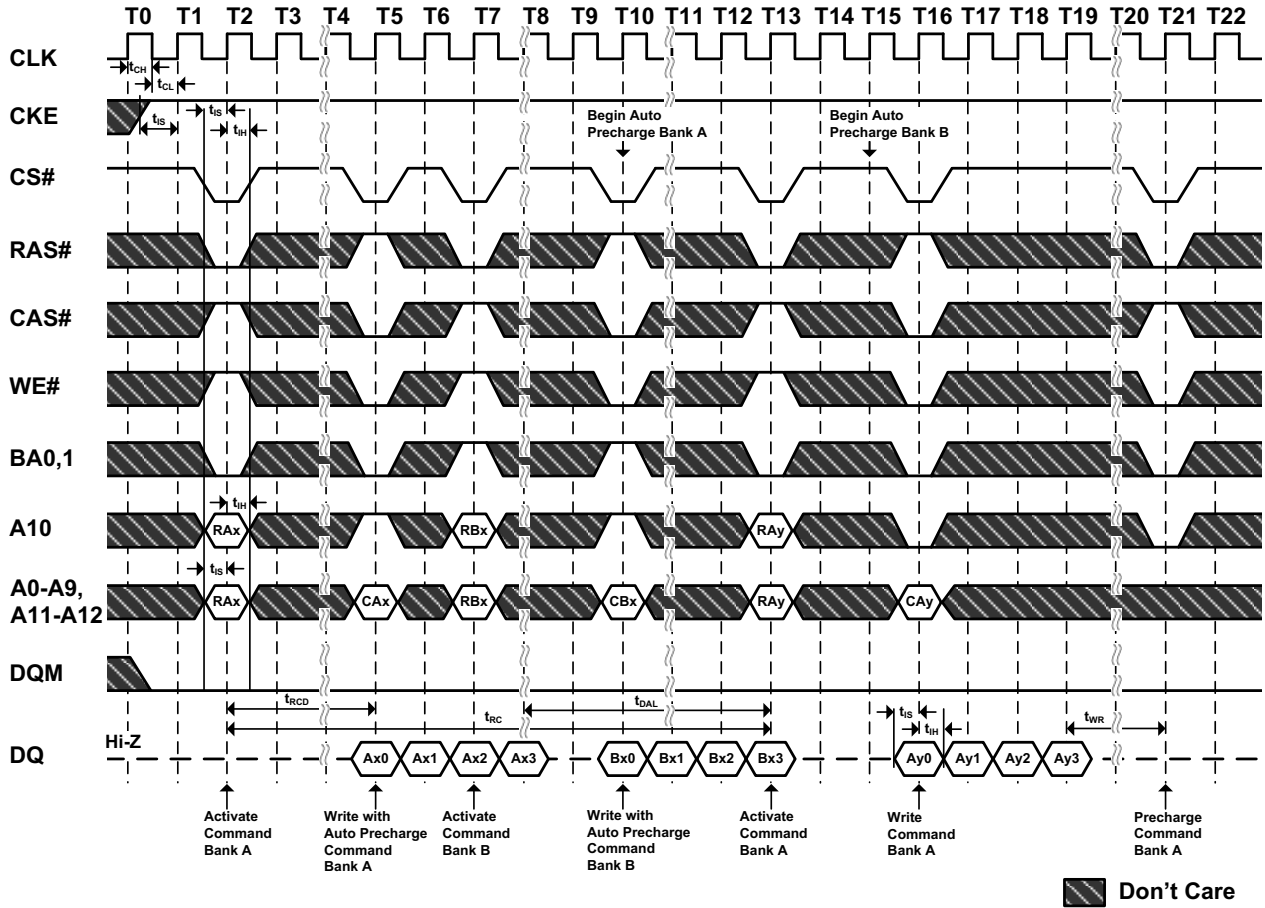 T0 T1 T2 T3 T4 T5 T6 T7 T8 T9 T10 T11 T12 T13 T14 T15 T16 T17 T18 T19 T20 T21 T22
CLK
tCH
tCL
CKE
tIS
tIS
tIH
Begin Auto
Precharge Bank A
Begin Auto
Precharge Bank B
CS#
RAS#
CAS#
WE#
BA0,1
tIH
A10
RAx RBx RAy
tIS
A0-A9,
A11-A12
RAx CAx RBx CBx RAy CAy
DQM
tRCD
tRC
tDAL
tIS
tIH
tWR
Hi-Z
DQ
Ax0 Ax1 Ax2 Ax3 Bx0 Bx1 Bx2 Bx3 Ay0 Ay1 Ay2 Ay3
Activate
Command
Bank A
Write with
Auto Precharge
Command
Bank A
Activate
Command
Bank B
Write with
Auto Precharge
Command
Bank B
Activate
Command
Bank A
Write
Command
Bank A
Precharge
Command
Bank A
Don't Care